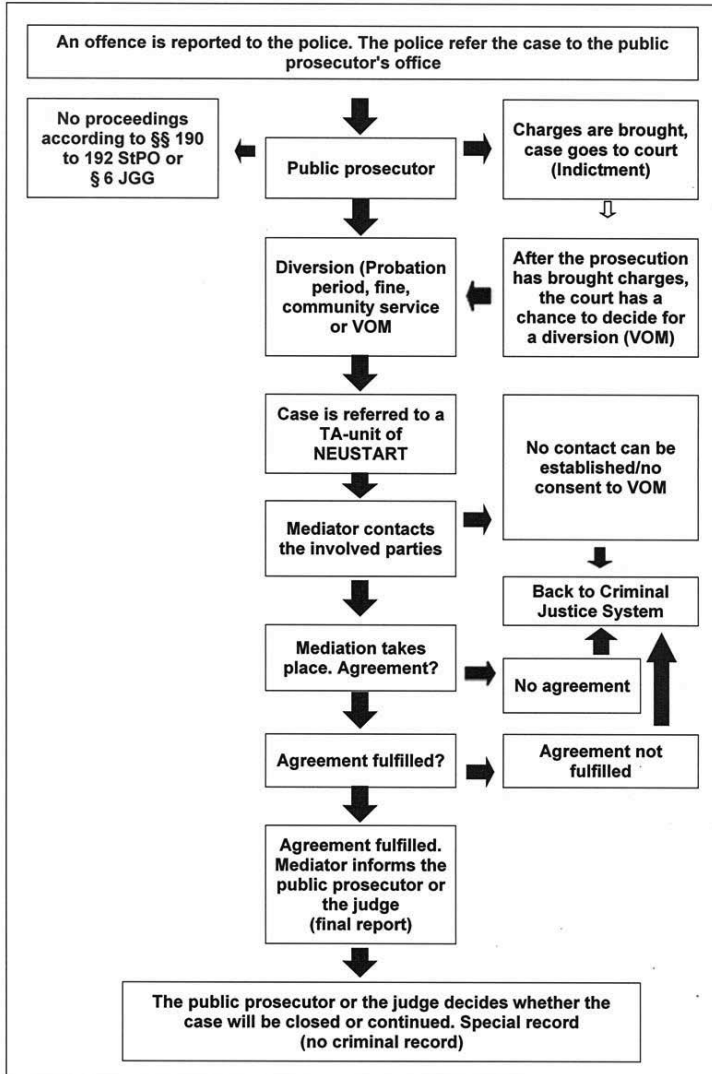 An offence is reported to the police. The police refer the case to the public
prosecutor's office
No proceedings
according to §§ 190
to 192 StPO or
§ 6 JGG
Public prosecutor
Charges are brought,
case goes to court
(Indictment)
Diversion (Probation
period, fine,
community service
or VOM
After the prosecution
has brought charges,
the court has a
chance to decide for
a diversion (VOM)
Case is referred to a
TA-unit of
NEUSTART
No contact can be
established/no
consent to VOM
Mediator contacts
the involved parties
Back to Criminal
Justice System
Mediation takes
place. Agreement?
No agreement
Agreement fulfilled?
Agreement not
fulfilled
Agreement fulfilled.
Mediator informs the
public prosecutor or
the judge
(final report)
The public prosecutor or the judge decides whether the
case will be closed or continued. Special record
(no criminal record)